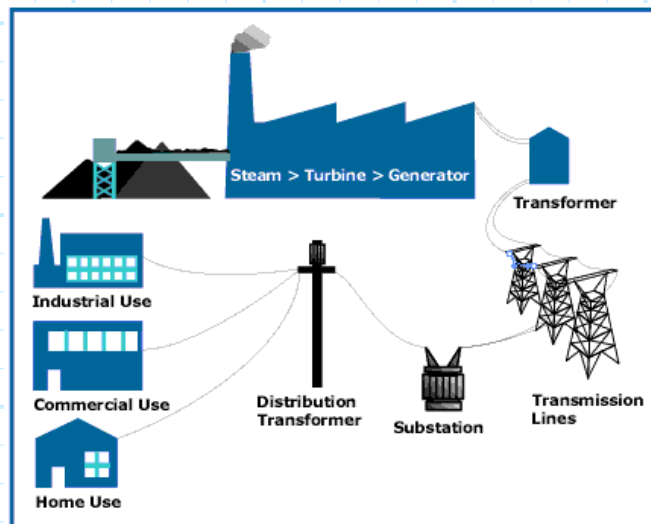 Steam > Turbine > Generator
Transformer
Industrial Use
Commercial Use
Distribution
Transformer
Substation
Transmission
Lines
Home Use